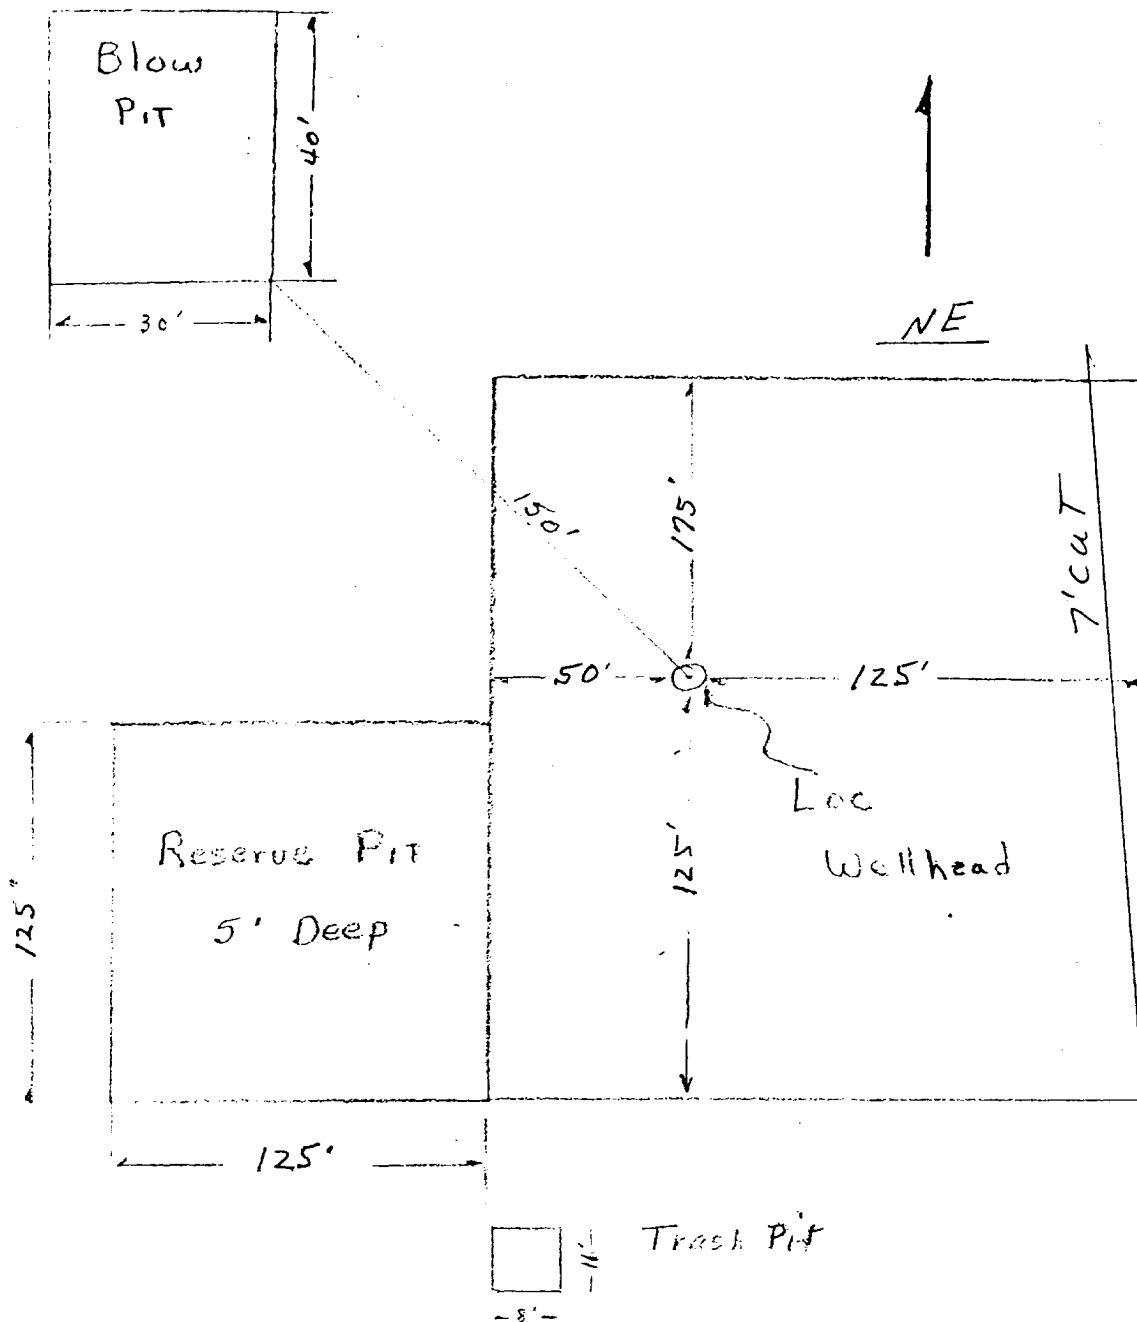 Blow
PIT
40'
30'
NE
175'
150'
7' cut
50'
125'
Loc
Wellhead
125'
Reserve PIT
5' Deep
125"
125'
Trash Pit
11'
8'